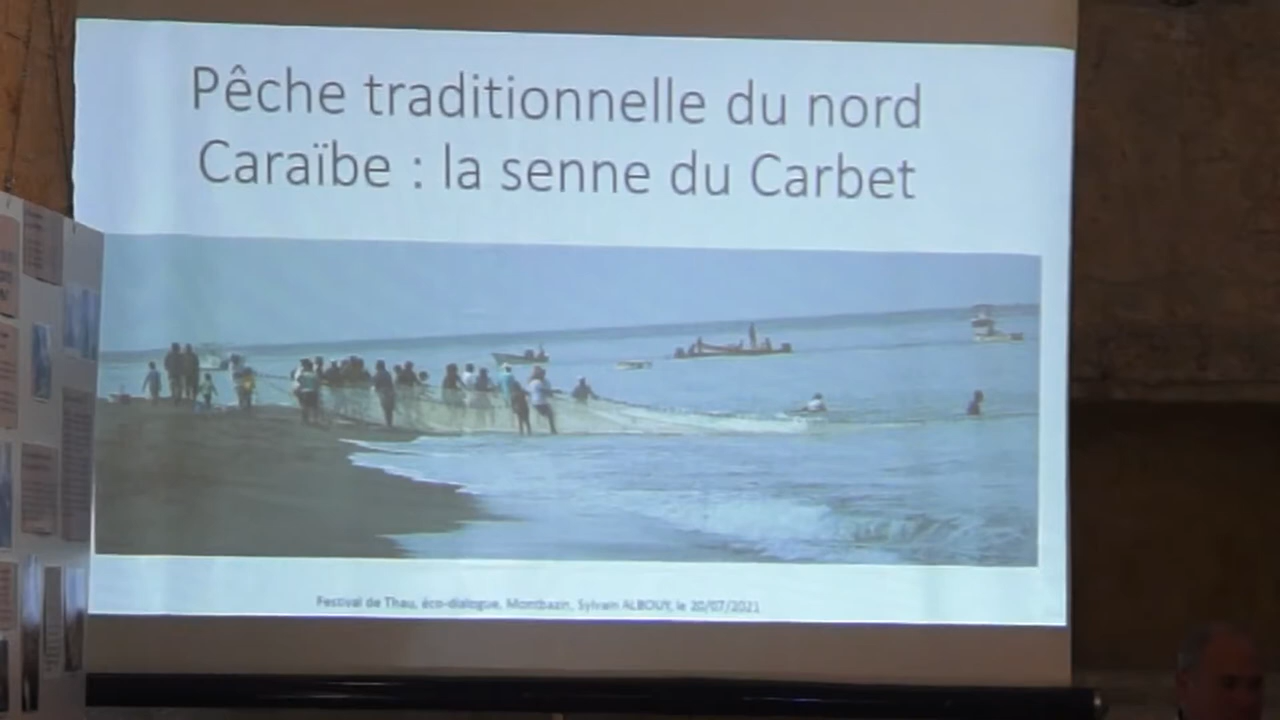 Pêche traditionnelle du nord
Caraïbe : la senne du Carbet
Festival de Thau, éco-dialogue, Montbazin, Sylvain ALBOUY, le 20/07/2021